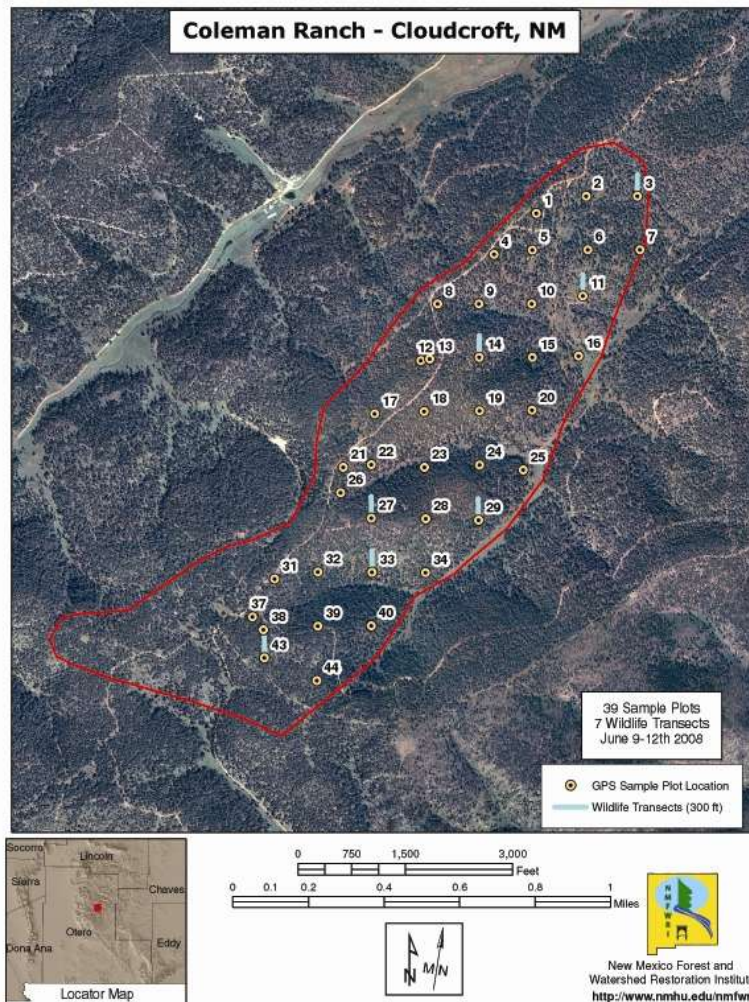 Coleman Ranch - Cloudcroft, NM
2
3
1
4
5
6
7
8
9
10
11
12
13
14
15
16
17
18
19
20
21
22
23
24
25
26
27
28
29
31
32
33
34
37
38
39
40
43
44
39 Sample Plots
7 Wildlife Transects
June 9-12th 2008
GPS Sample Plot Location
Wildlife Transects (300 ft)
Socorro
Lincoln
Sierra
Chaves
Otero
Dona Ana
Eddy
Locator Map
0 750 1,500 3,000
Feet
0 0.2 0.4 0.6 0.8 1
Miles
N
M N
NMFWRI
New Mexico Forest and
Watershed Restoration Institut
http://www.nmhu.edu/nmfw